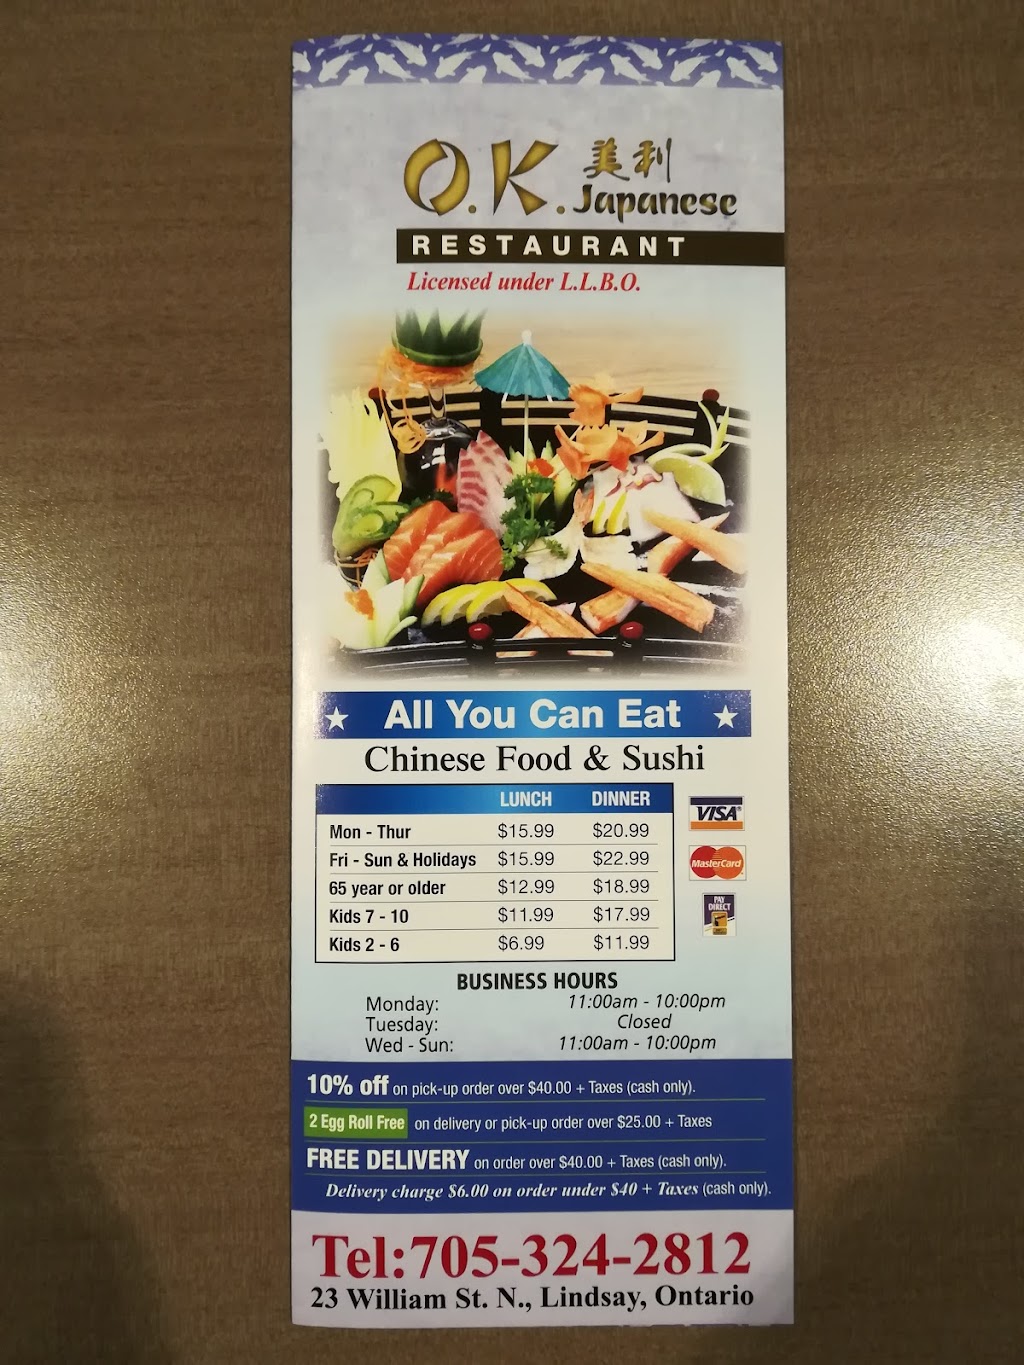 O.K. 美利
Japanese
RESTAURANT
Licensed under L.L.B.O.
All You Can Eat
Chinese Food & Sushi
LUNCH DINNER
Mon - Thur $15.99 $20.99
Fri - Sun & Holidays $15.99 $22.99
65 year or older $12.99 $18.99
Kids 7 - 10 $11.99 $17.99
Kids 2 - 6 $6.99 $11.99
VISA
MasterCard
PAY
DIRECT
BUSINESS HOURS
Monday: 11:00am - 10:00pm
Tuesday: Closed
Wed - Sun: 11:00am - 10:00pm
10% off on pick-up order over $40.00 + Taxes (cash only).
2 Egg Roll Free on delivery or pick-up order over $25.00 + Taxes
FREE DELIVERY on order over $40.00 + Taxes (cash only).
Delivery charge $6.00 on order under $40 + Taxes (cash only).
Tel:705-324-2812
23 William St. N., Lindsay, Ontario